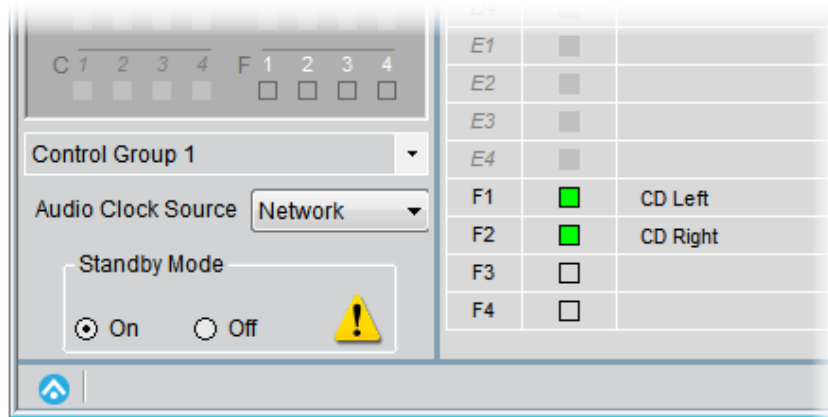 C 1 2 3 4 F 1 2 3 4
Control Group 1
Audio Clock Source Network
Standby Mode
On Off
E1
E2
E3
E4
F1 CD Left
F2 CD Right
F3
F4